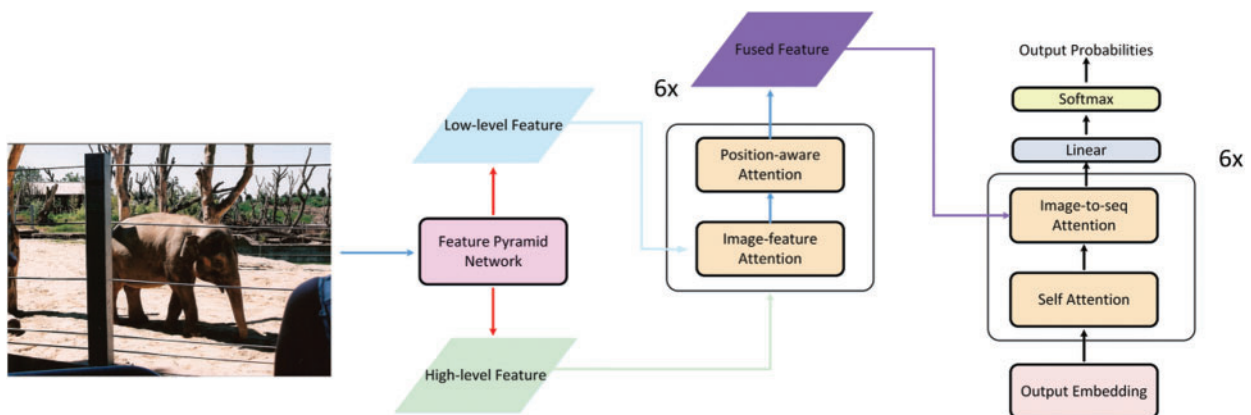 Fused Feature
Output Probabilities
6x
Softmax
Low-level Feature
Position-aware
Attention
Linear
6x
Feature Pyramid
Network
Image-feature
Attention
Image-to-seq
Attention
Self Attention
High-level Feature
Output Embedding